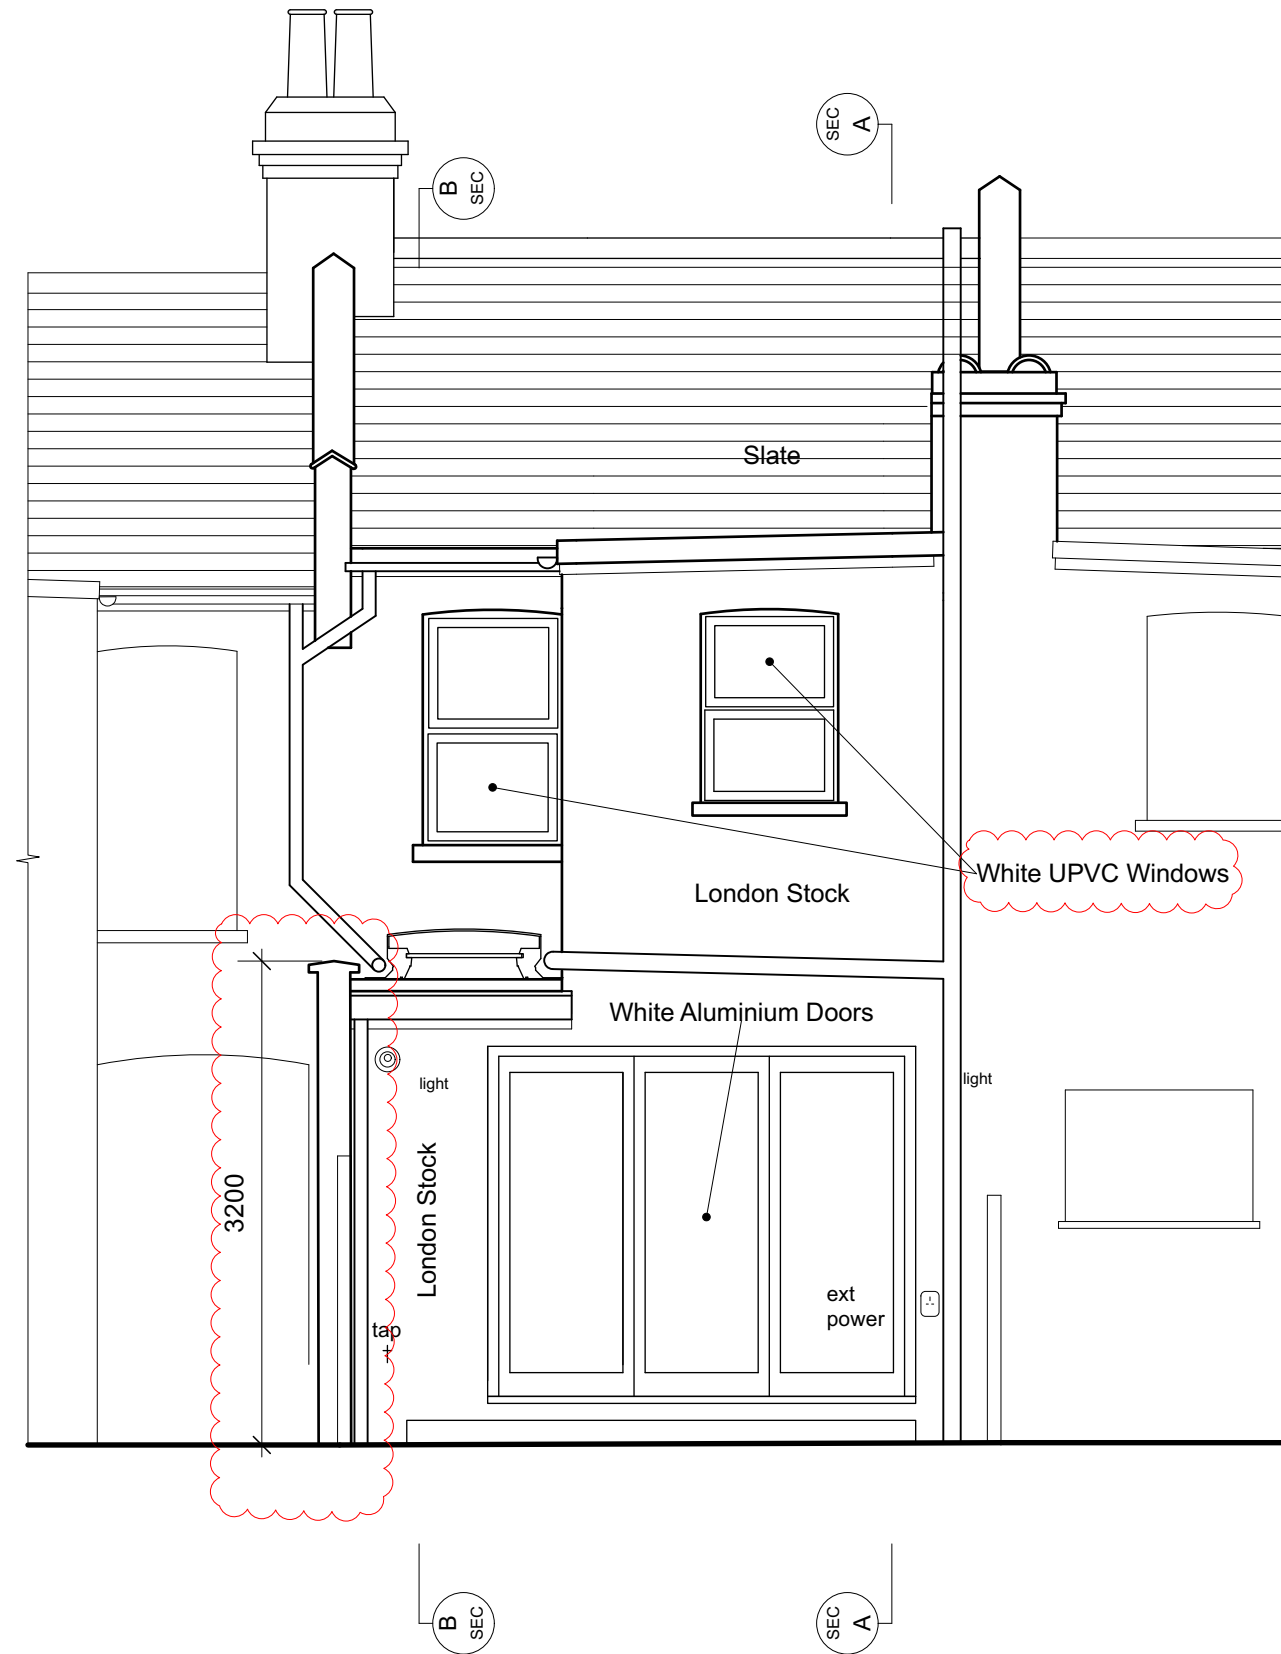 SEC
A
B
SEC
Slate
White UPVC Windows
London Stock
White Aluminium Doors
light
light
London Stock
3200
ext
power
tap
B
SEC
SEC
A